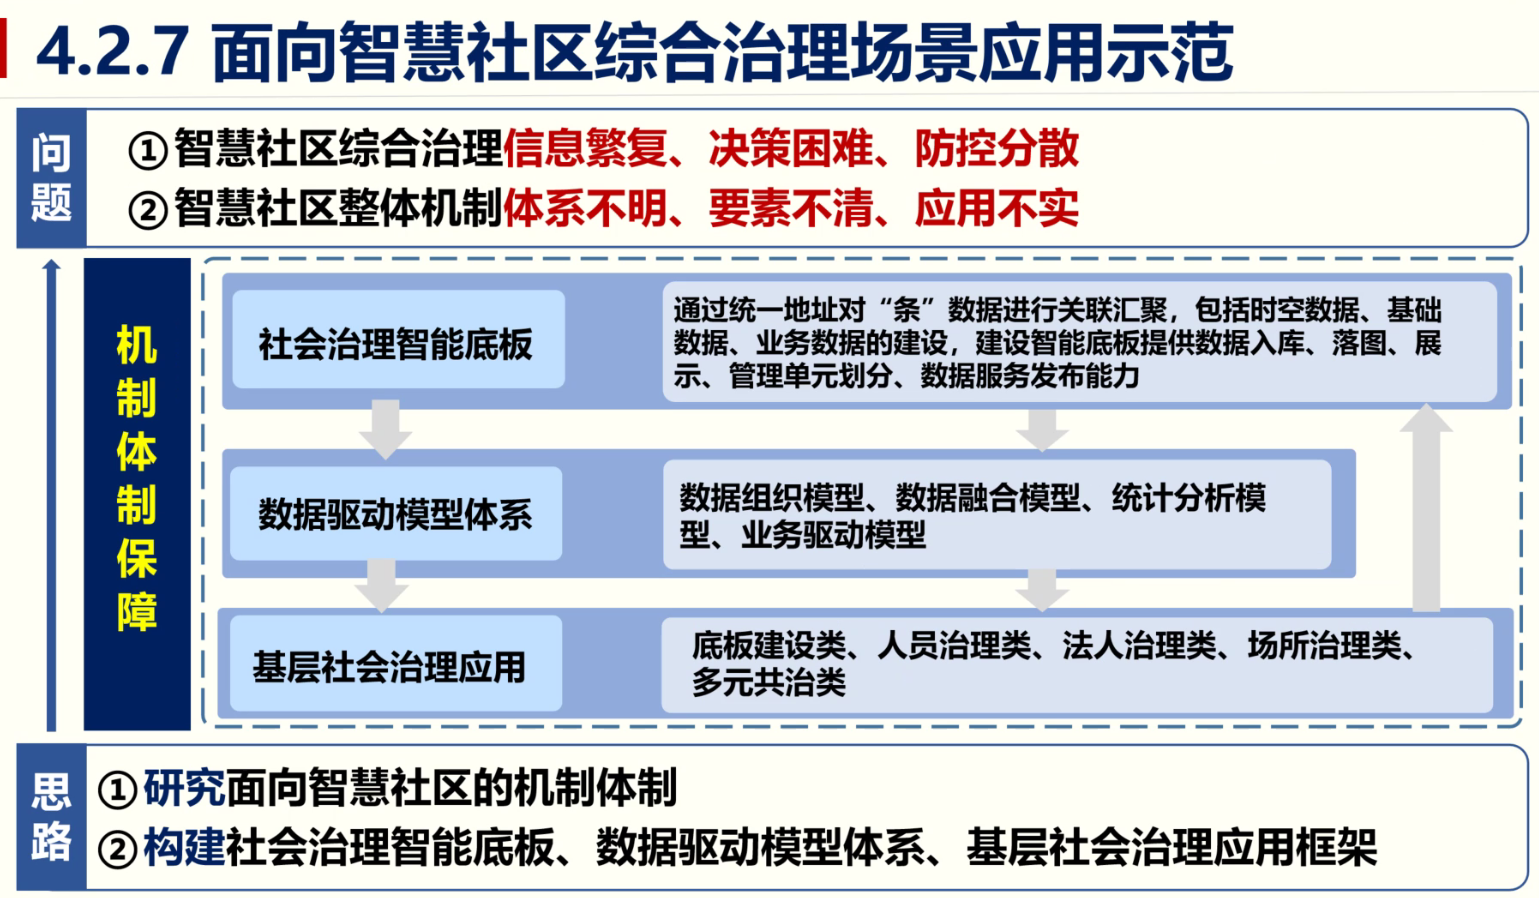 4.2.7 面向智慧社区综合治理场景应用示范
问题
①智慧社区综合治理信息繁复、决策困难、防控分散
②智慧社区整体机制体系不明、要素不清、应用不实
机制体制保障
社会治理智能底板
通过统一地址对“条”数据进行关联汇聚，包括时空数据、基础
数据、业务数据的建设，建设智能底板提供数据入库、落图、展
示、管理单元划分、数据服务发布能力
数据驱动模型体系
数据组织模型、数据融合模型、统计分析模
型、业务驱动模型
基层社会治理应用
底板建设类、人员治理类、法人治理类、场所治理类、
多元共治类
思路
①研究面向智慧社区的机制体制
②构建社会治理智能底板、数据驱动模型体系、基层社会治理应用框架